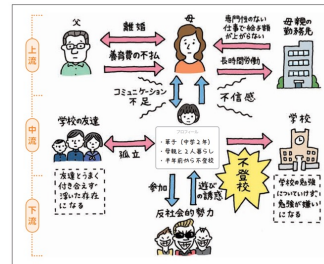 父
母
母親の
勤務先
離婚
養育費の不払
専門性のない
仕事で給与額
が上がらない
長時間労働
上流
中流
下流
コミュニケーション
不足
不信感
学校の友達
孤立
プロフィール
・章子(中学2年)
・母親と2人暮らし
・半年前から不登校
学校
友達とうまく
付き合えず
浮いた存在
になる
不登校
学校の勉強
についていけず
勉強が嫌い
になる
参加
遊び
の誘惑
反社会的勢力